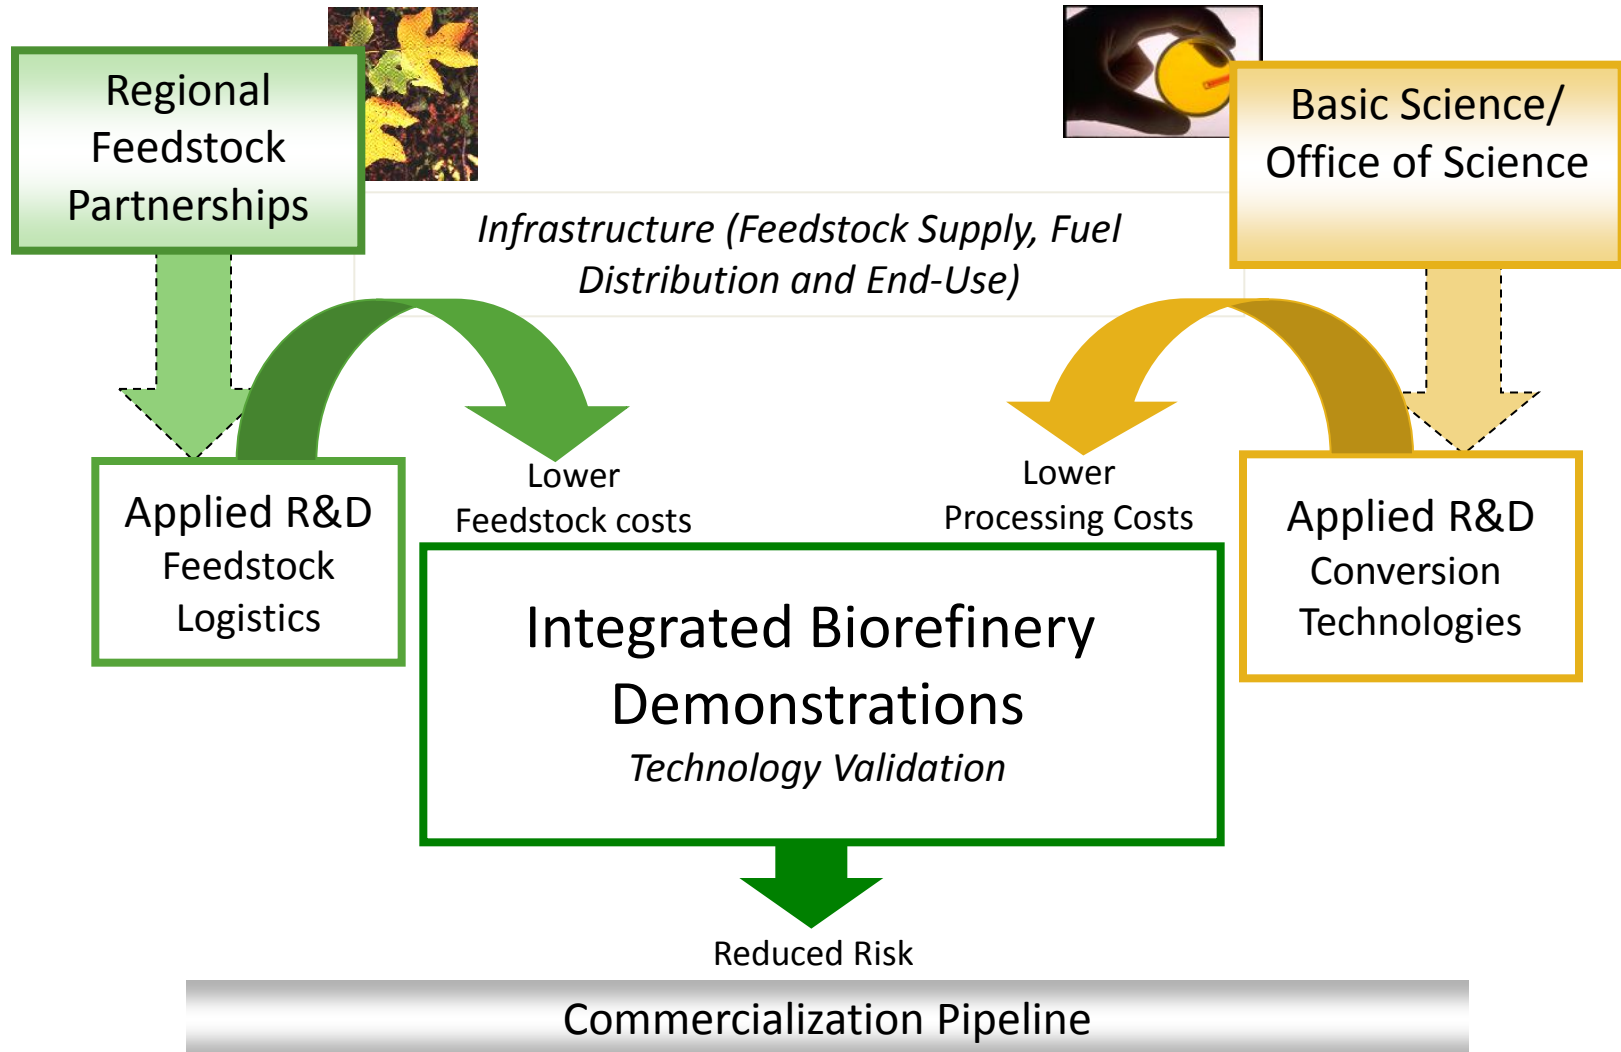 Regional
Feedstock
Partnerships
Basic Science/
Office of Science
Infrastructure (Feedstock Supply, Fuel
Distribution and End-Use)
Applied R&D
Feedstock
Logistics
Lower
Feedstock costs
Lower
Processing Costs
Applied R&D
Conversion
Technologies
Integrated Biorefinery
Demonstrations
Technology Validation
Reduced Risk
Commercialization Pipeline